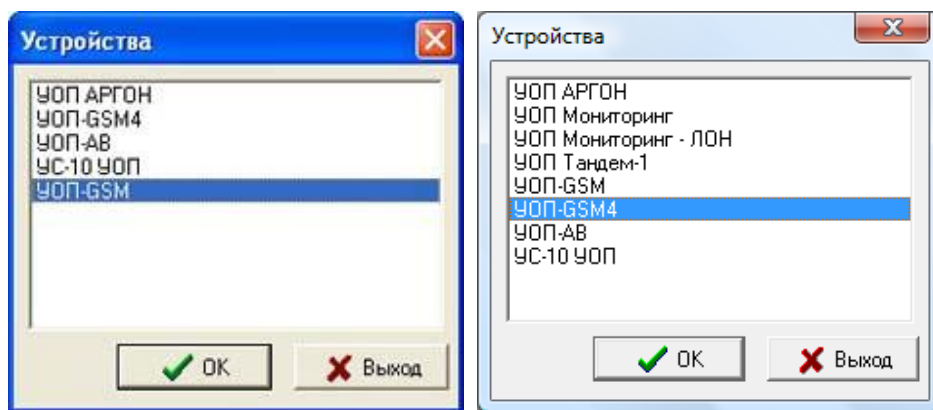 Устройства
УОП АРГОН
УОП-GSM4
УОП-АВ
УС-10 УОП
УОП-GSM
OK
Выход
Устройства
УОП АРГОН
УОП Мониторинг
УОП Мониторинг - ЛОН
УОП Тандем-1
УОП-GSM
УОП-GSM4
УОП-АВ
УС-10 УОП
OK
Выход